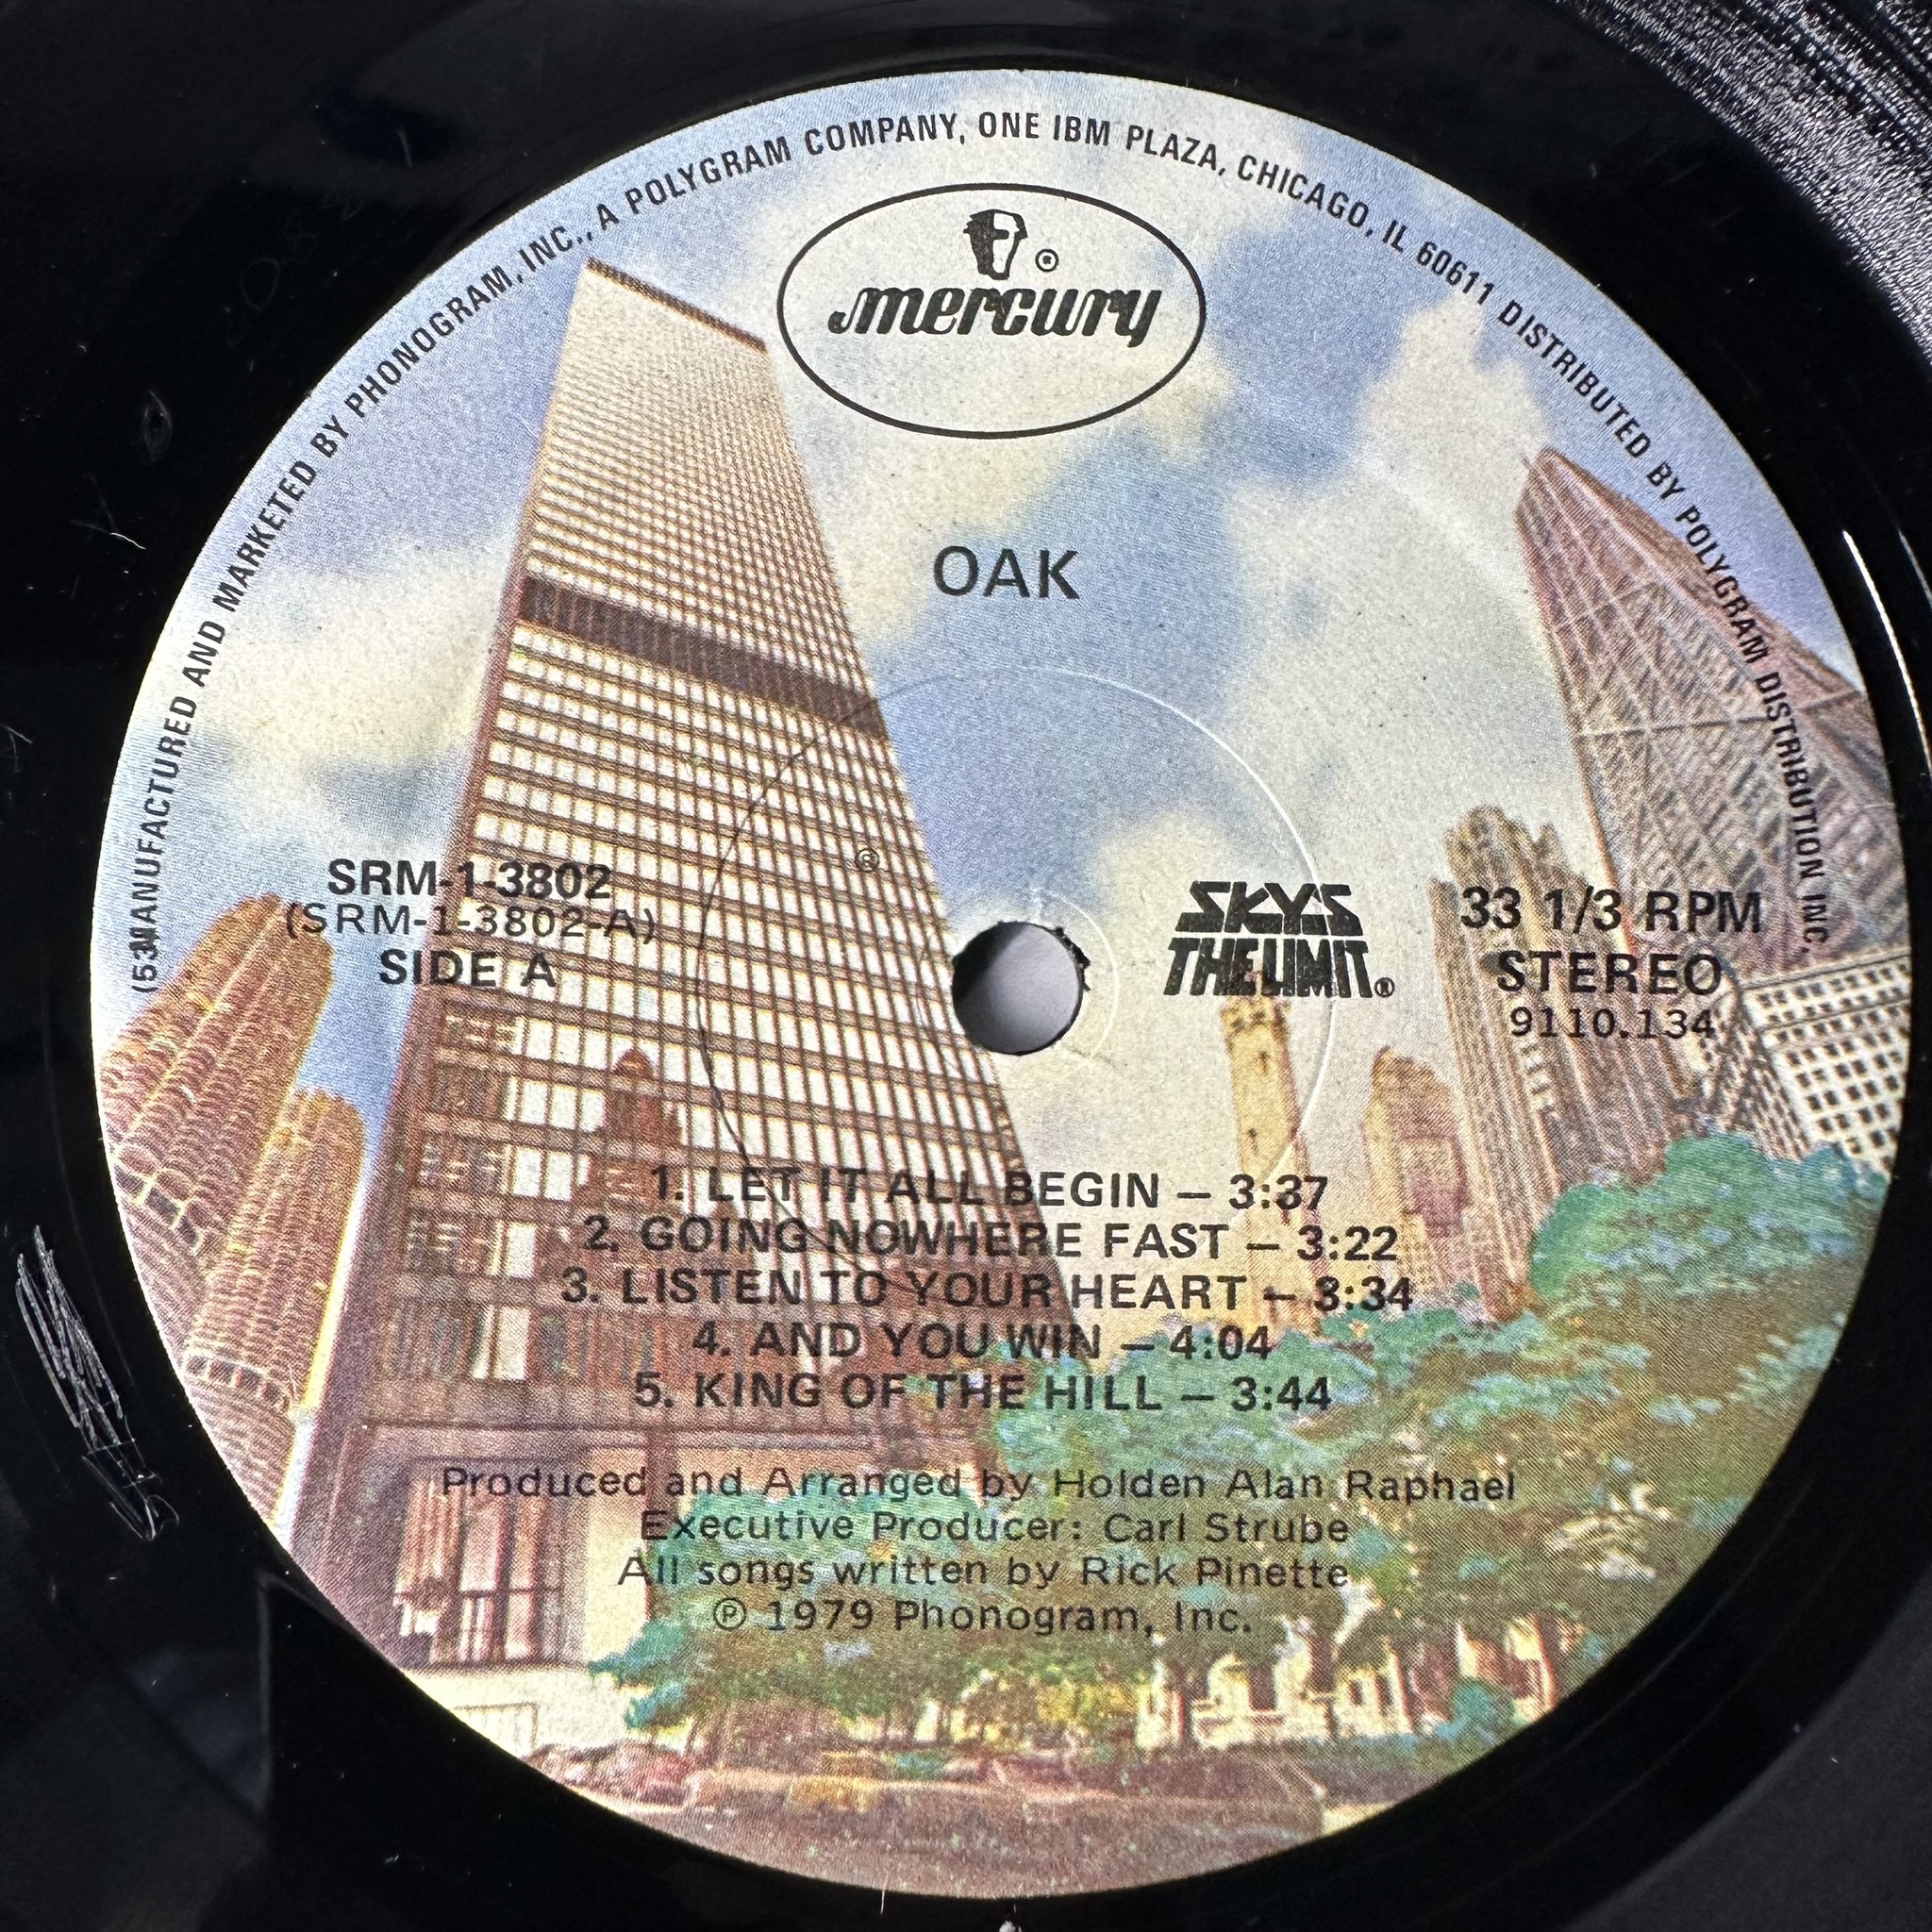 (53 MANUFACTURED AND MARKETED BY PHONOGRAM, INC., A POLYGRAM COMPANY, ONE IBM PLAZA, CHICAGO, IL 60611 DISTRIBUTED BY POLYGRAM DISTRIBUTION INC.
®
mercury
OAK
®
SRM-1-3802
(SRM-1-3802-A)
SIDE A
SKY'S
THE LIMIT®
33 1/3 RPM
STEREO
9110.134
1. LET IT ALL BEGIN – 3:37
2. GOING NOWHERE FAST – 3:22
3. LISTEN TO YOUR HEART – 3:34
4. AND YOU WIN – 4:04
5. KING OF THE HILL – 3:44
Produced and Arranged by Holden Alan Raphael
Executive Producer: Carl Strube
All songs written by Rick Pinette
℗ 1979 Phonogram, Inc.